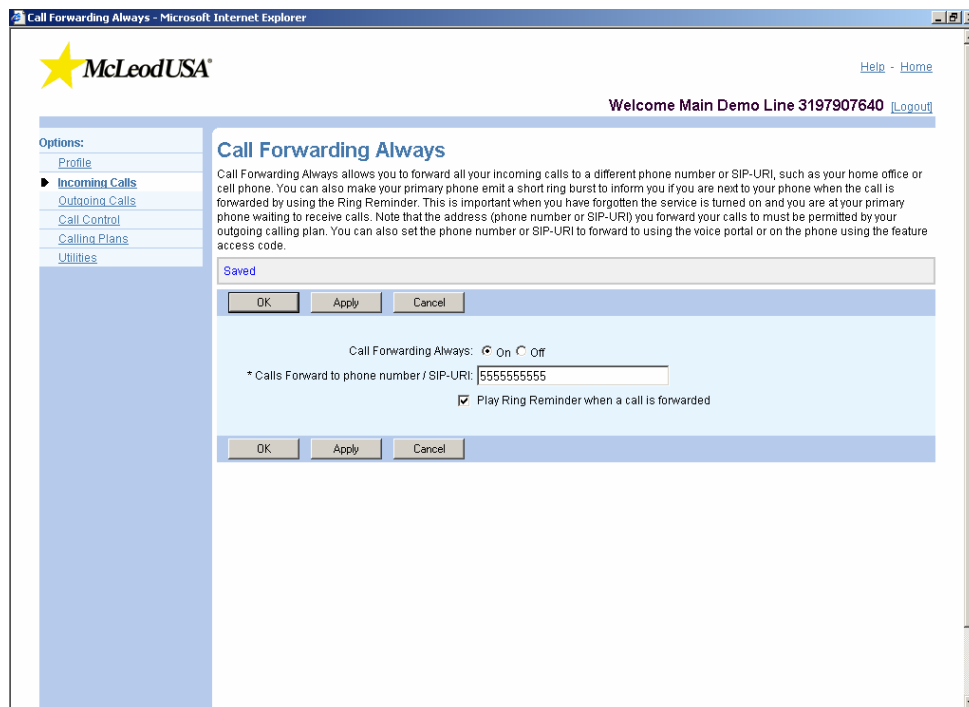 Call Forwarding Always - Microsoft Internet Explorer
McLeodUSA®
Help - Home
Welcome Main Demo Line 3197907640 [Logout]
Options:
Profile
Incoming Calls
Outgoing Calls
Call Control
Calling Plans
Utilities
Call Forwarding Always
Call Forwarding Always allows you to forward all your incoming calls to a different phone number or SIP-URI, such as your home office or
cell phone. You can also make your primary phone emit a short ring burst to inform you if you are next to your phone when the call is
forwarded by using the Ring Reminder. This is important when you have forgotten the service is turned on and you are at your primary
phone waiting to receive calls. Note that the address (phone number or SIP-URI) you forward your calls to must be permitted by your
outgoing calling plan. You can also set the phone number or SIP-URI to forward to using the voice portal or on the phone using the feature
access code.
Saved
OK Apply Cancel
Call Forwarding Always: On Off
* Calls Forward to phone number / SIP-URI: 5555555555
Play Ring Reminder when a call is forwarded
OK Apply Cancel